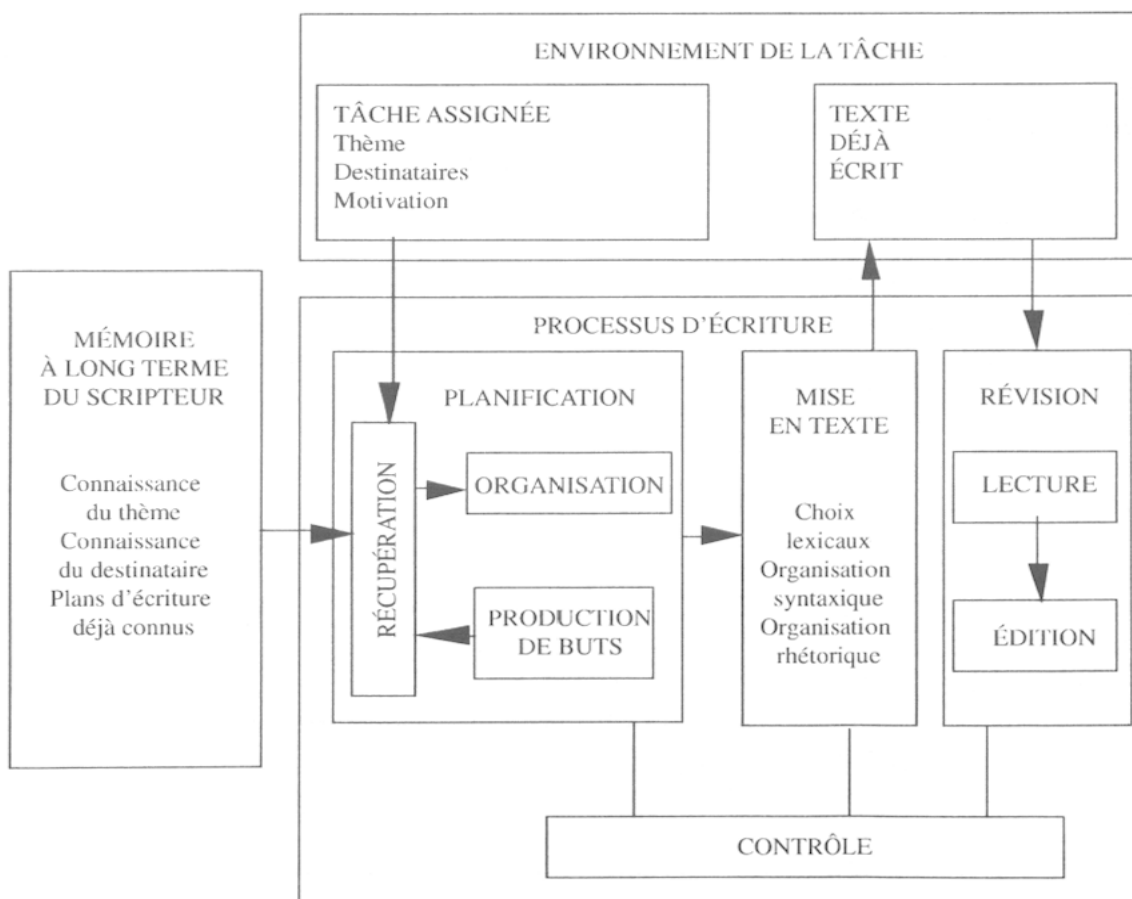 ENVIRONNEMENT DE LA TÂCHE
TÂCHE ASSIGNÉE
Thème
Destinataires
Motivation
TEXTE
DÉJÀ
ÉCRIT
MÉMOIRE
À LONG TERME
DU SCRIPTEUR
Connaissance
du thème
Connaissance
du destinataire
Plans d'écriture
déjà connus
PROCESSUS D'ÉCRITURE
PLANIFICATION
RÉCUPÉRATION
ORGANISATION
PRODUCTION
DE BUTS
MISE
EN TEXTE
Choix
lexicaux
Organisation
syntaxique
Organisation
rhétorique
RÉVISION
LECTURE
ÉDITION
CONTRÔLE